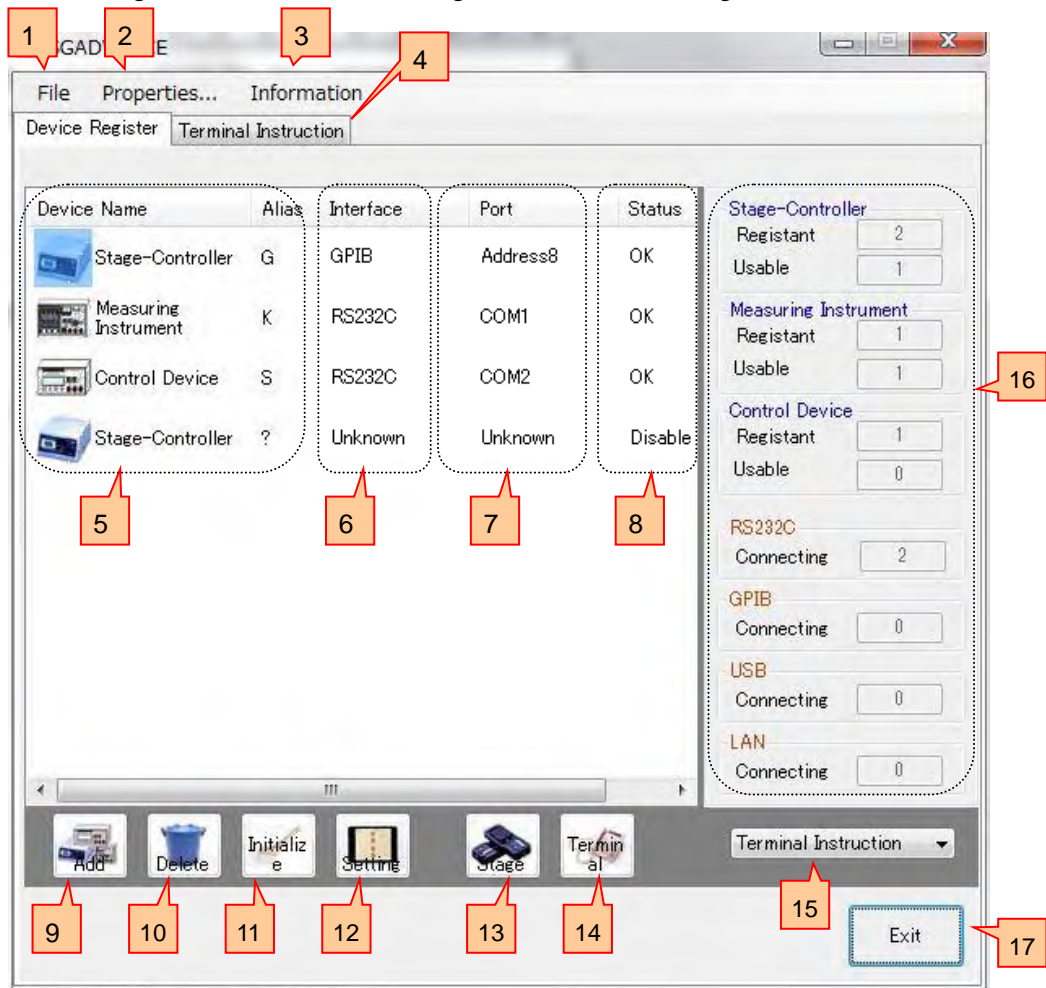 1
2
3
4
File Properties... Information
Device Register Terminal Instruction
Device Name Alias Interface Port Status
Stage-Controller G GPIB Address8 OK
Measuring
Instrument K RS232C COM1 OK
Control Device S RS232C COM2 OK
Stage-Controller ? Unknown Unknown Disable
5
6
7
8
Stage-Controller
Registant 2
Usable 1
Measuring Instrument
Registant 1
Usable 1
Control Device
Registant 1
Usable 0
RS232C
Connecting 2
GPIB
Connecting 0
USB
Connecting 0
LAN
Connecting 0
16
Add
Delete
Initializ
e
Setting
Stage
Termin
al
Terminal Instruction
9
10
11
12
13
14
15
Exit
17